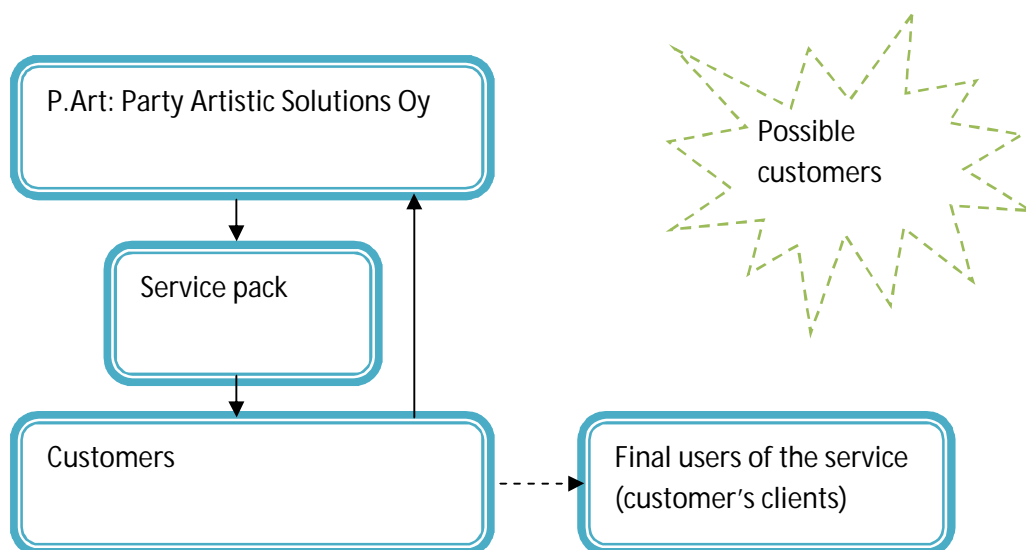 P.Art: Party Artistic Solutions Oy
Possible
customers
Service pack
Customers
Final users of the service
(customer’s clients)